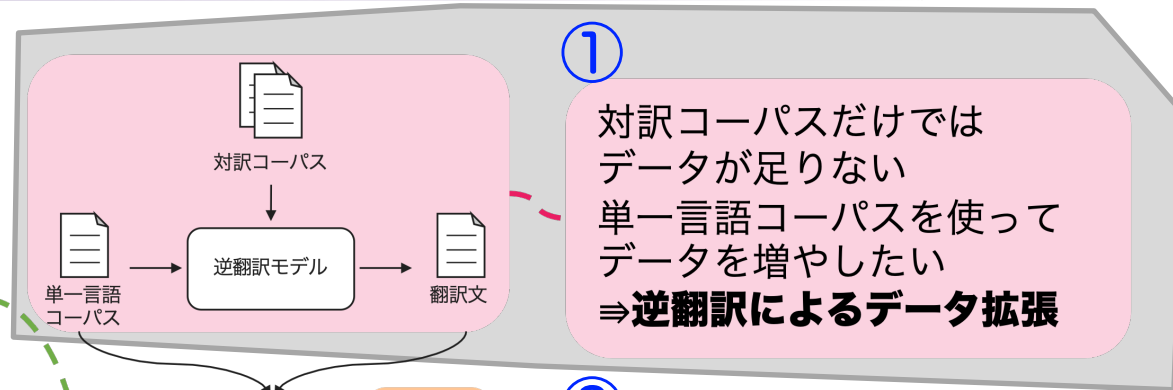 ①
対訳コーパス
単一言語
コーパス
逆翻訳モデル
翻訳文
対訳コーパスだけでは
データが足りない
単一言語コーパスを使って
データを増やしたい
⇛逆翻訳によるデータ拡張